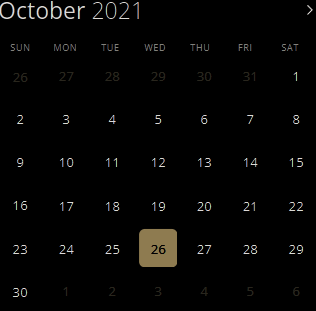 October 2021
SUN MON TUE WED THU FRI SAT
26 27 28 29 30 31 1
2 3 4 5 6 7 8
9 10 11 12 13 14 15
16 17 18 19 20 21 22
23 24 25 26 27 28 29
30 1 2 3 4 5 6